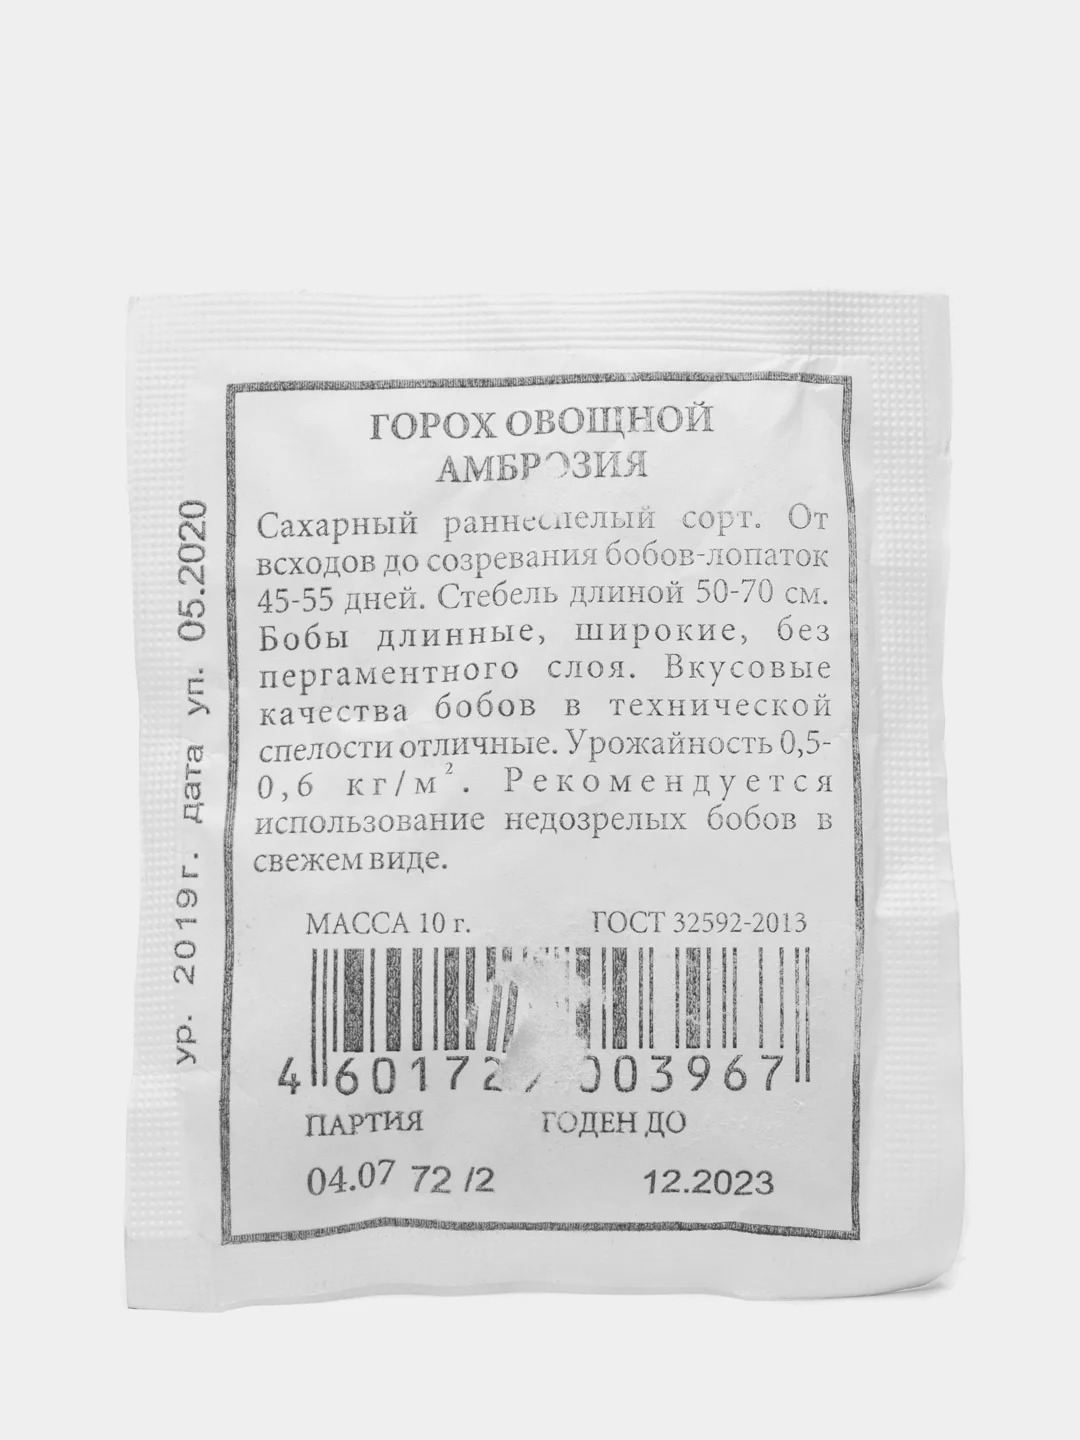 ГОРОХ ОВОЩНОЙ
АМБРОЗИЯ
Сахарный раннеспелый сорт. От
всходов до созревания бобов-лопаток
45-55 дней. Стебель длиной 50-70 см.
Бобы длинные, широкие, без
пергаментного слоя. Вкусовые
качества бобов в технической
спелости отличные. Урожайность 0,5-
0,6 кг/м². Рекомендуется
использование недозрелых бобов в
свежем виде.
МАССА 10 г. ГОСТ 32592-2013
ПАРТИЯ ГОДЕН ДО
04.07 72 /2 12.2023
ур. 2019г. дата уп. 05.2020